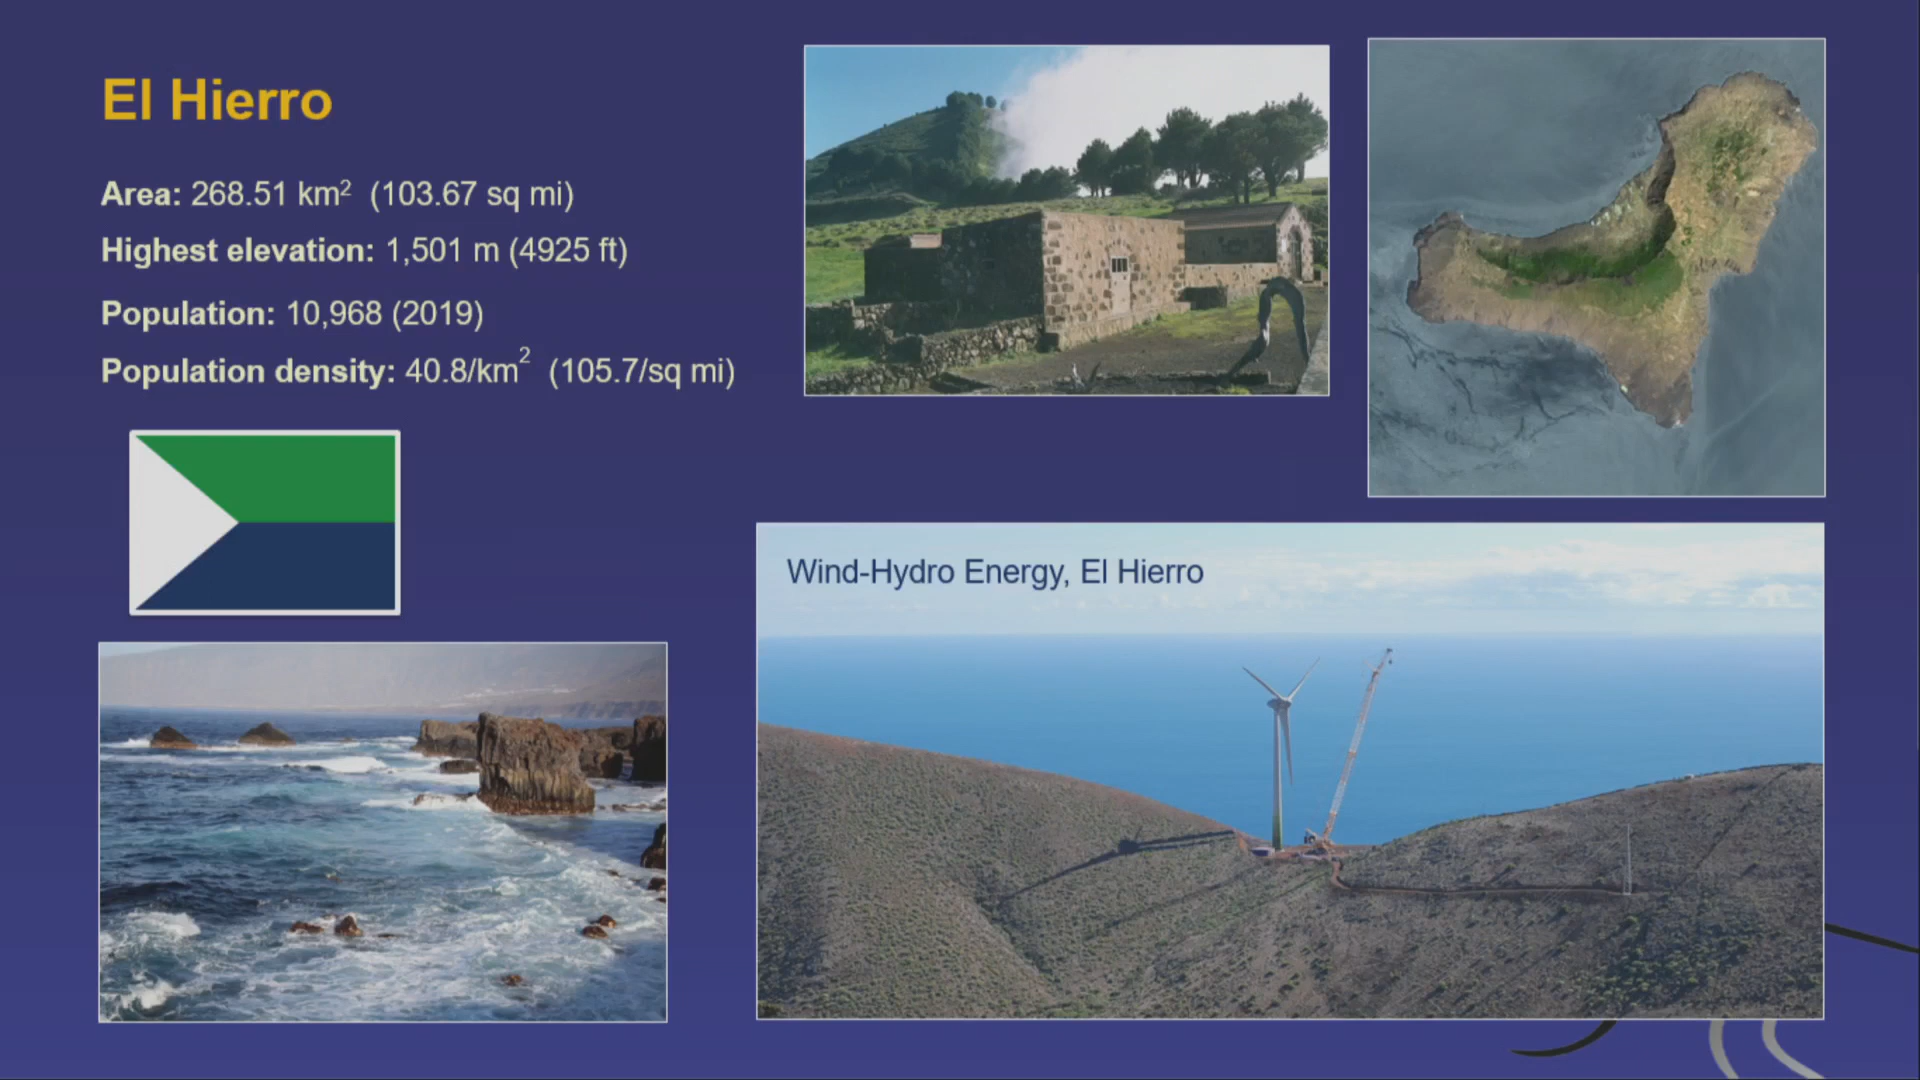 El Hierro
Area: 268.51 km² (103.67 sq mi)
Highest elevation: 1,501 m (4925 ft)
Population: 10,968 (2019)
Population density: 40.8/km² (105.7/sq mi)
Wind-Hydro Energy, El Hierro